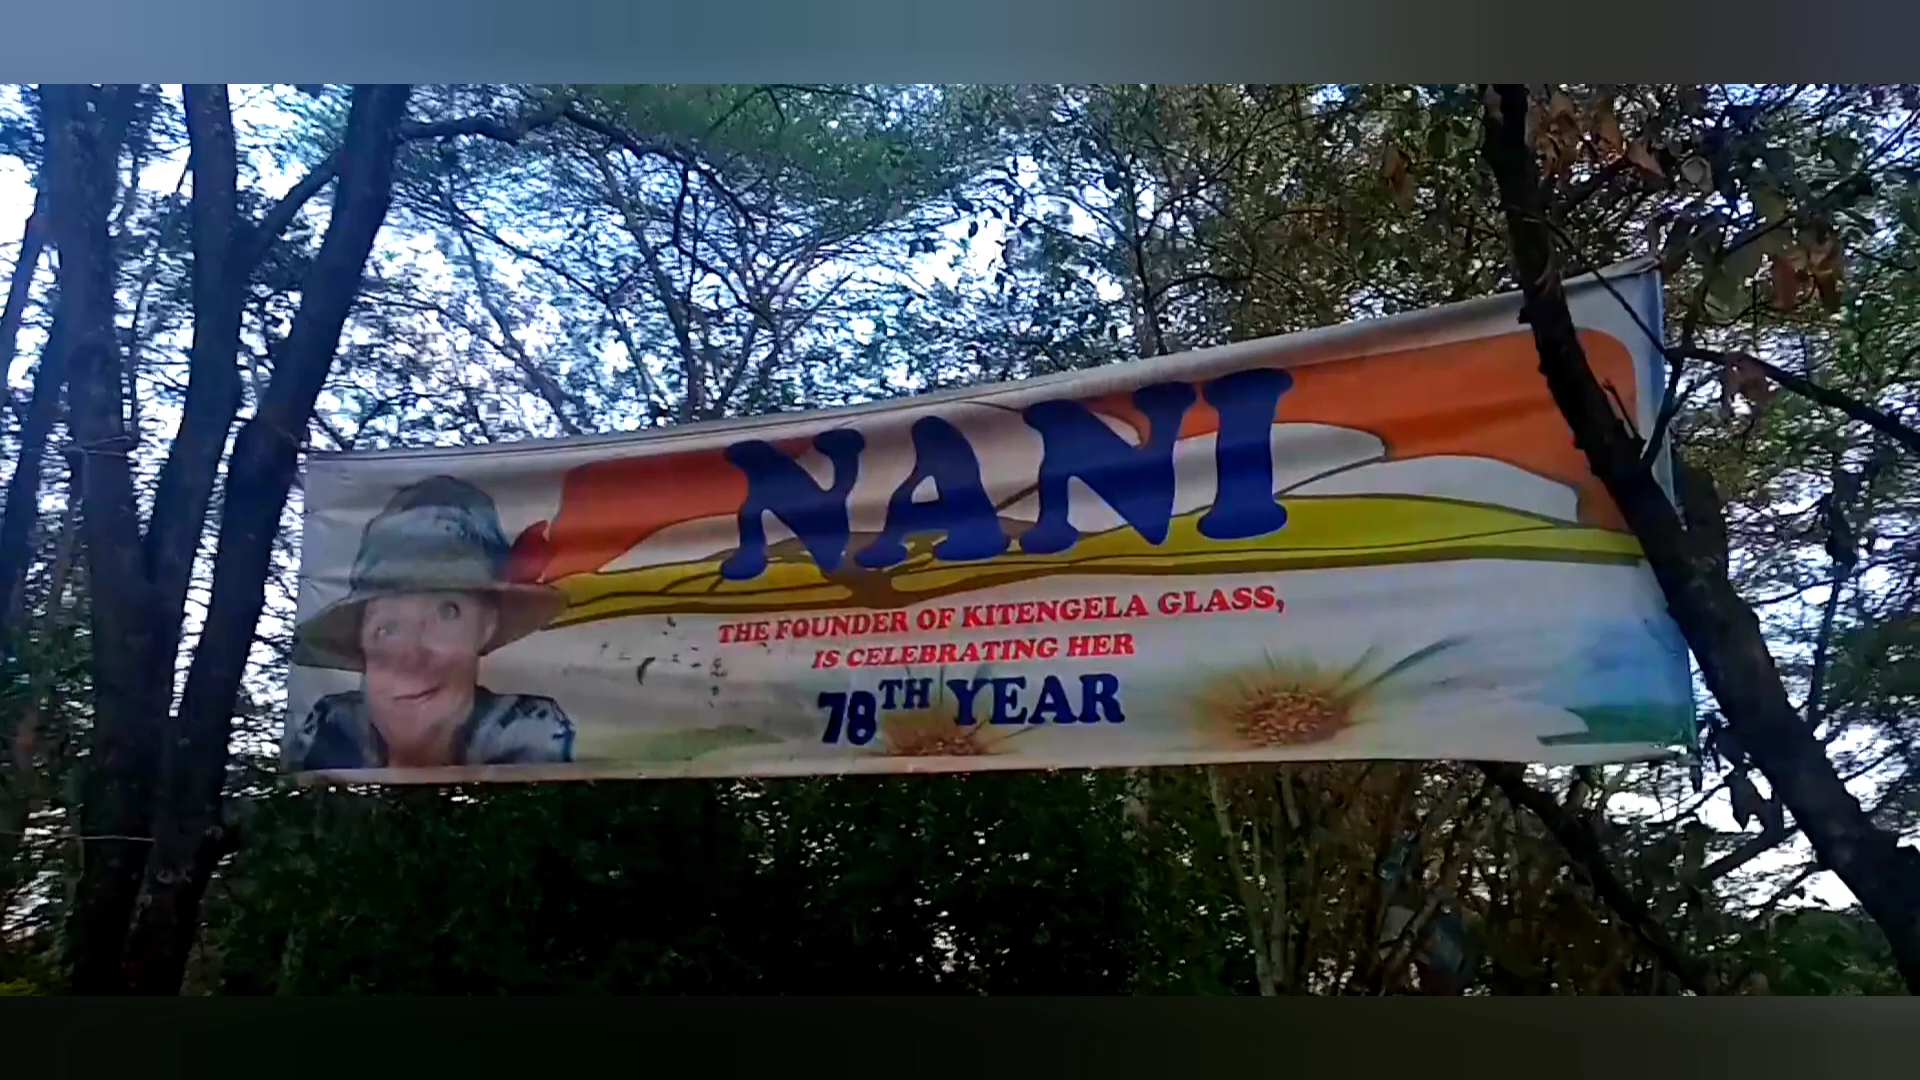 NANI
THE FOUNDER OF KITENGELA GLASS,
IS CELEBRATING HER
78TH YEAR